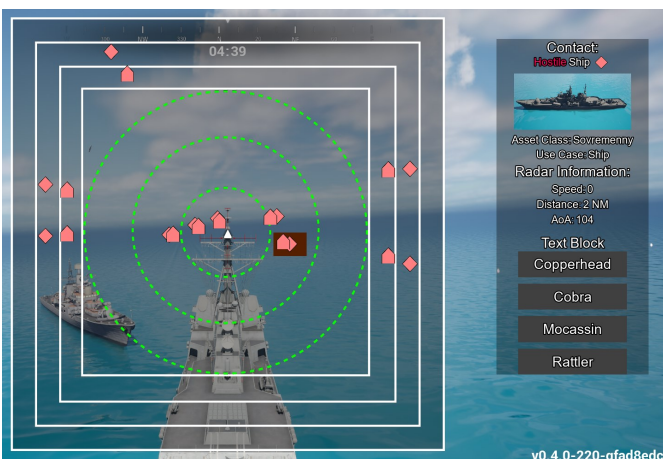 NW
04:39
Contact:
Hostile Ship
Asset Class: Sovremenny
Use Case: Ship
Radar Information:
Speed: 0
Distance: 2 NM
AoA: 104
Text Block
Copperhead
Cobra
Mocassin
Rattler
v0.4.0-220-gfad8edc